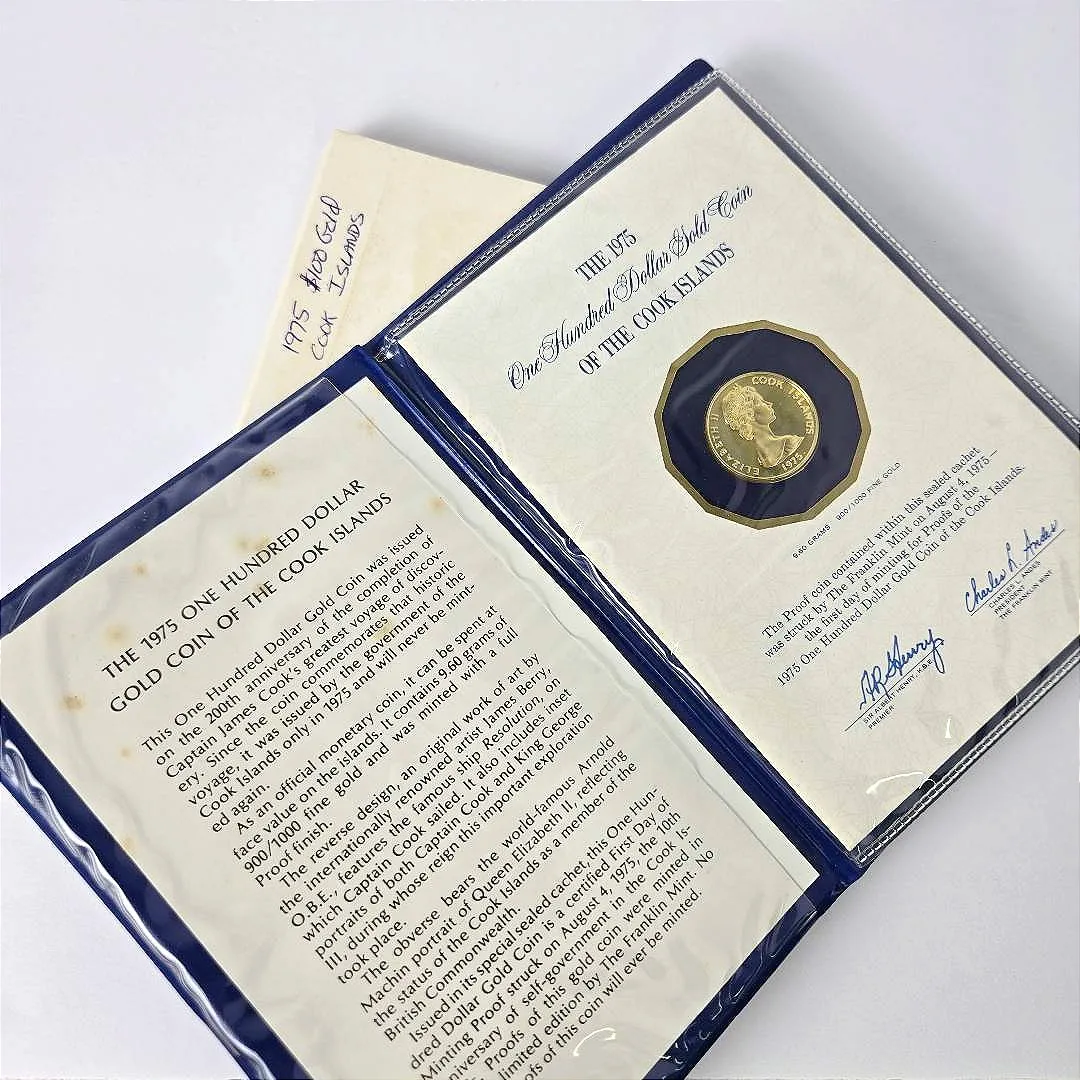 1975 $100 Gold
COOK ISLANDS
THE 1975
One Hundred Dollar Gold Coin
OF THE COOK ISLANDS
ELIZABETH II
COOK ISLANDS
1975
9.60 GRAMS 900/1000 FINE GOLD
The Proof coin contained within this sealed cachet
was struck by The Franklin Mint on August 4, 1975—
the first day of minting for Proofs of the
1975 One Hundred Dollar Gold Coin of the Cook Islands.
Charles L. Andes
CHARLES L. ANDES
PRESIDENT
THE FRANKLIN MINT
AR Henry
SIR ALBERT HENRY, K.B.E.
PREMIER
THE 1975 ONE HUNDRED DOLLAR
GOLD COIN OF THE COOK ISLANDS
This One Hundred Dollar Gold Coin was issued
on the 200th anniversary of the completion of
Captain James Cook's greatest voyage of discov-
ery. Since the coin commemorates that historic
voyage, it was issued by the government of the
Cook Islands only in 1975 and will never be mint-
ed again.
As an official monetary coin, it can be spent at
face value on the islands. It contains 9.60 grams of
900/1000 fine gold and was minted with a full
Proof finish.
The reverse design, an original work of art by
the internationally renowned artist James Berry,
O.B.E., features the famous ship Resolution, on
which Captain Cook sailed. It also includes inset
portraits of both Captain Cook and King George
III, during whose reign this important exploration
took place.
The obverse bears the world-famous Arnold
Machin portrait of Queen Elizabeth II, reflecting
the status of the Cook Islands as a member of the
British Commonwealth.
Issued in its special sealed cachet, this One Hun-
dred Dollar Gold Coin is a certified First Day of
Minting Proof struck on August 4, 1975, the 10th
niversary of self-government in the Cook Is-
Proofs of this gold coin were minted in
limited edition by The Franklin Mint. No
ofs of this coin will ever be minted